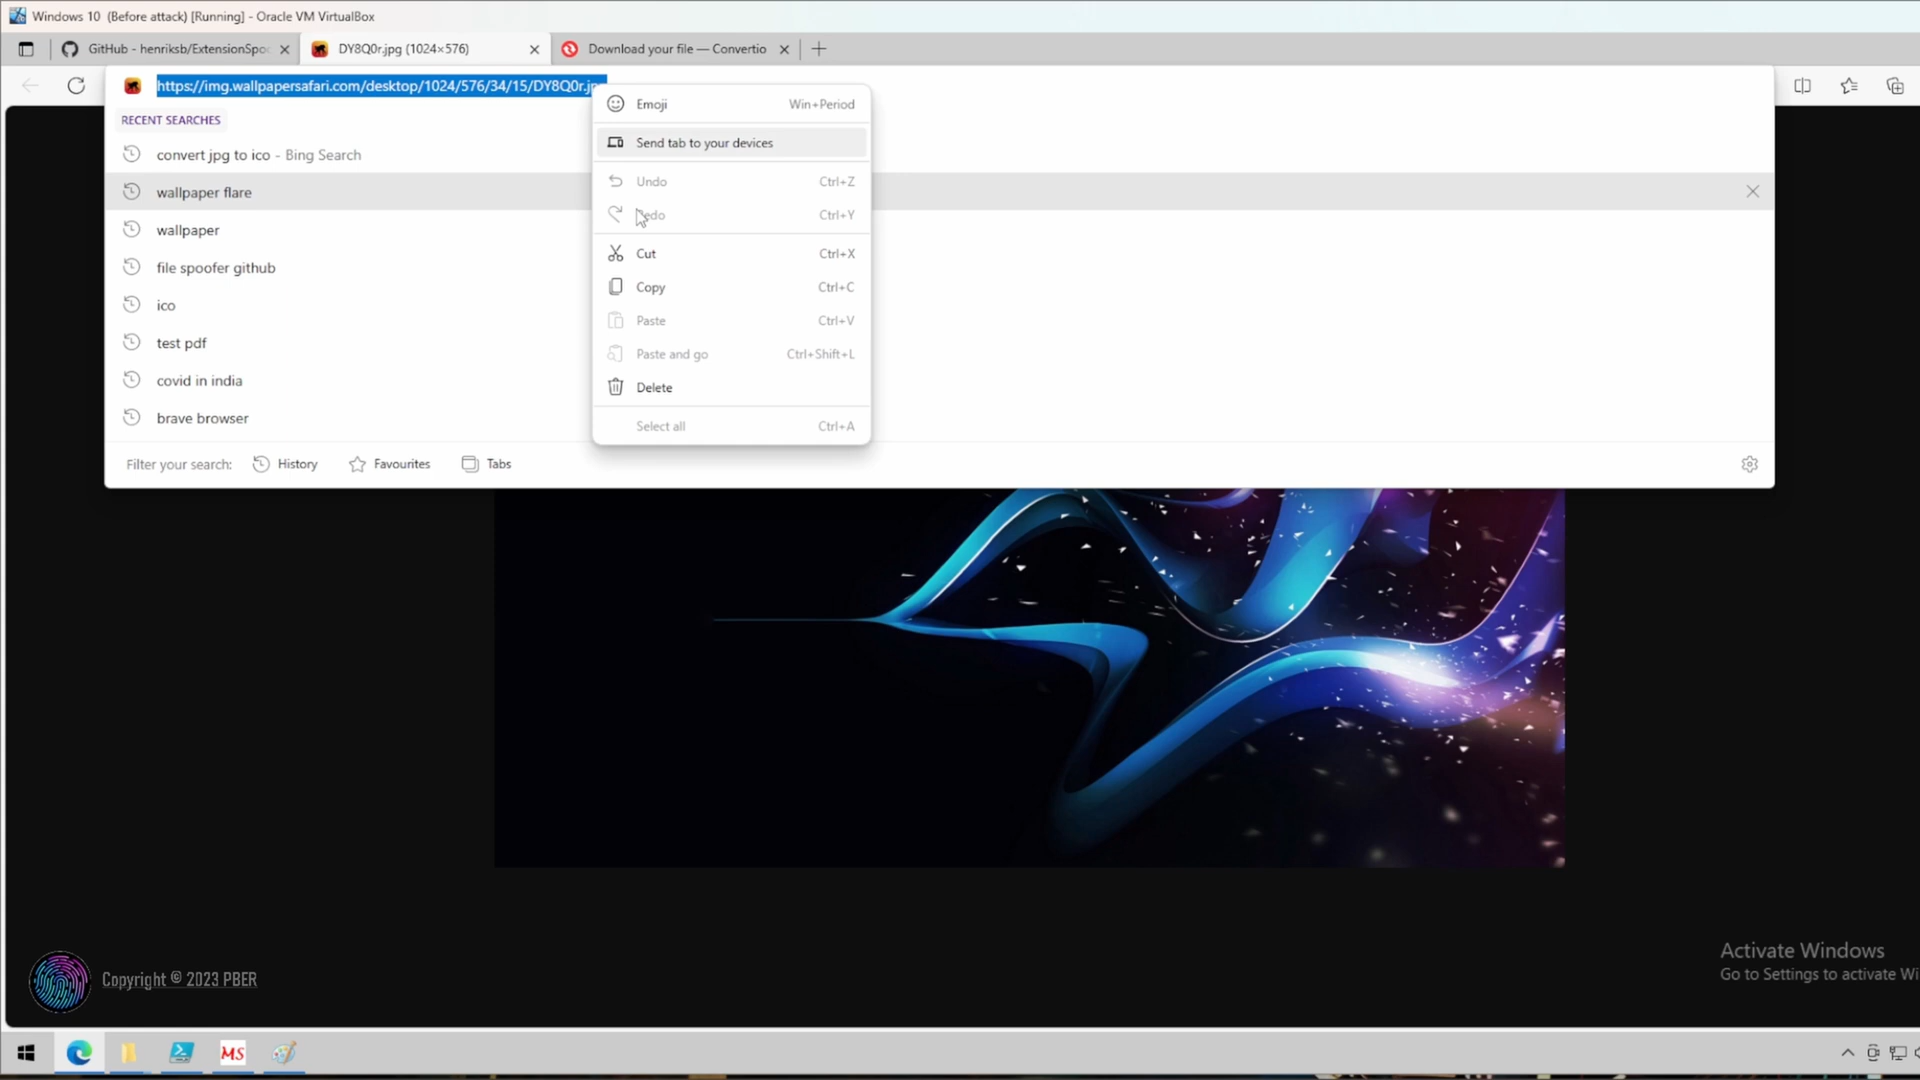 Windows 10 (Before attack) [Running] - Oracle VM VirtualBox
GitHub - henriksb/ExtensionSpoo
DY8Q0r.jpg (1024×576)
Download your file — Convertio
https://img.wallpapersafari.com/desktop/1024/576/34/15/DY8Q0r.jp
RECENT SEARCHES
convert jpg to ico - Bing Search
wallpaper flare
wallpaper
file spoofer github
ico
test pdf
covid in india
brave browser
Filter your search:
History
Favourites
Tabs
Emoji Win+Period
Send tab to your devices
Undo Ctrl+Z
Redo Ctrl+Y
Cut Ctrl+X
Copy Ctrl+C
Paste Ctrl+V
Paste and go Ctrl+Shift+L
Delete
Select all Ctrl+A
Activate Windows
Go to Settings to activate Wi
Copyright © 2023 PBER
MS